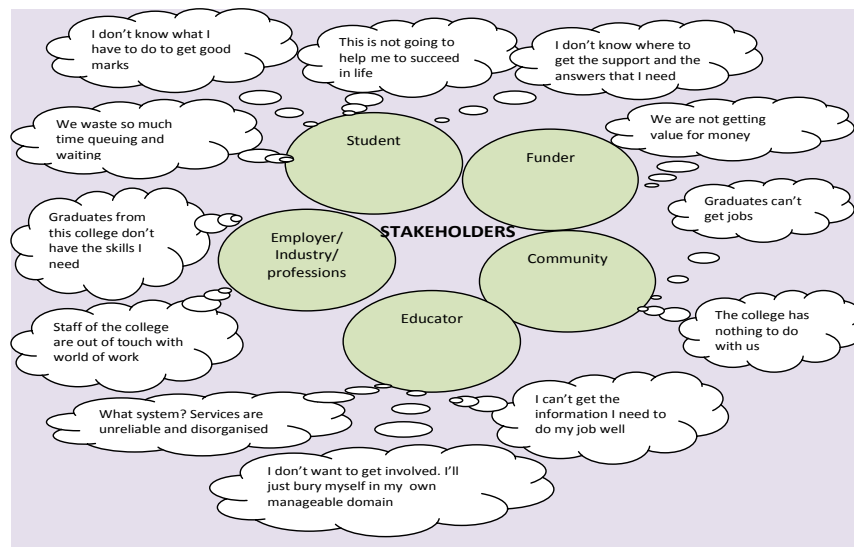 I don't know what I
have to do to get good
marks
This is not going to
help me to succeed
in life
I don't know where to
get the support and the
answers that I need
We waste so much
time queuing and
waiting
Student
Funder
We are not getting
value for money
Graduates from
this college don't
have the skills I
need
Employer/
Industry/
professions
STAKEHOLDERS
Community
Graduates can't
get jobs
Staff of the college
are out of touch with
world of work
Educator
The college has
nothing to do
with us
What system? Services are
unreliable and disorganised
I can't get the
information I need to
do my job well
I don't want to get involved. I'll
just bury myself in my own
manageable domain